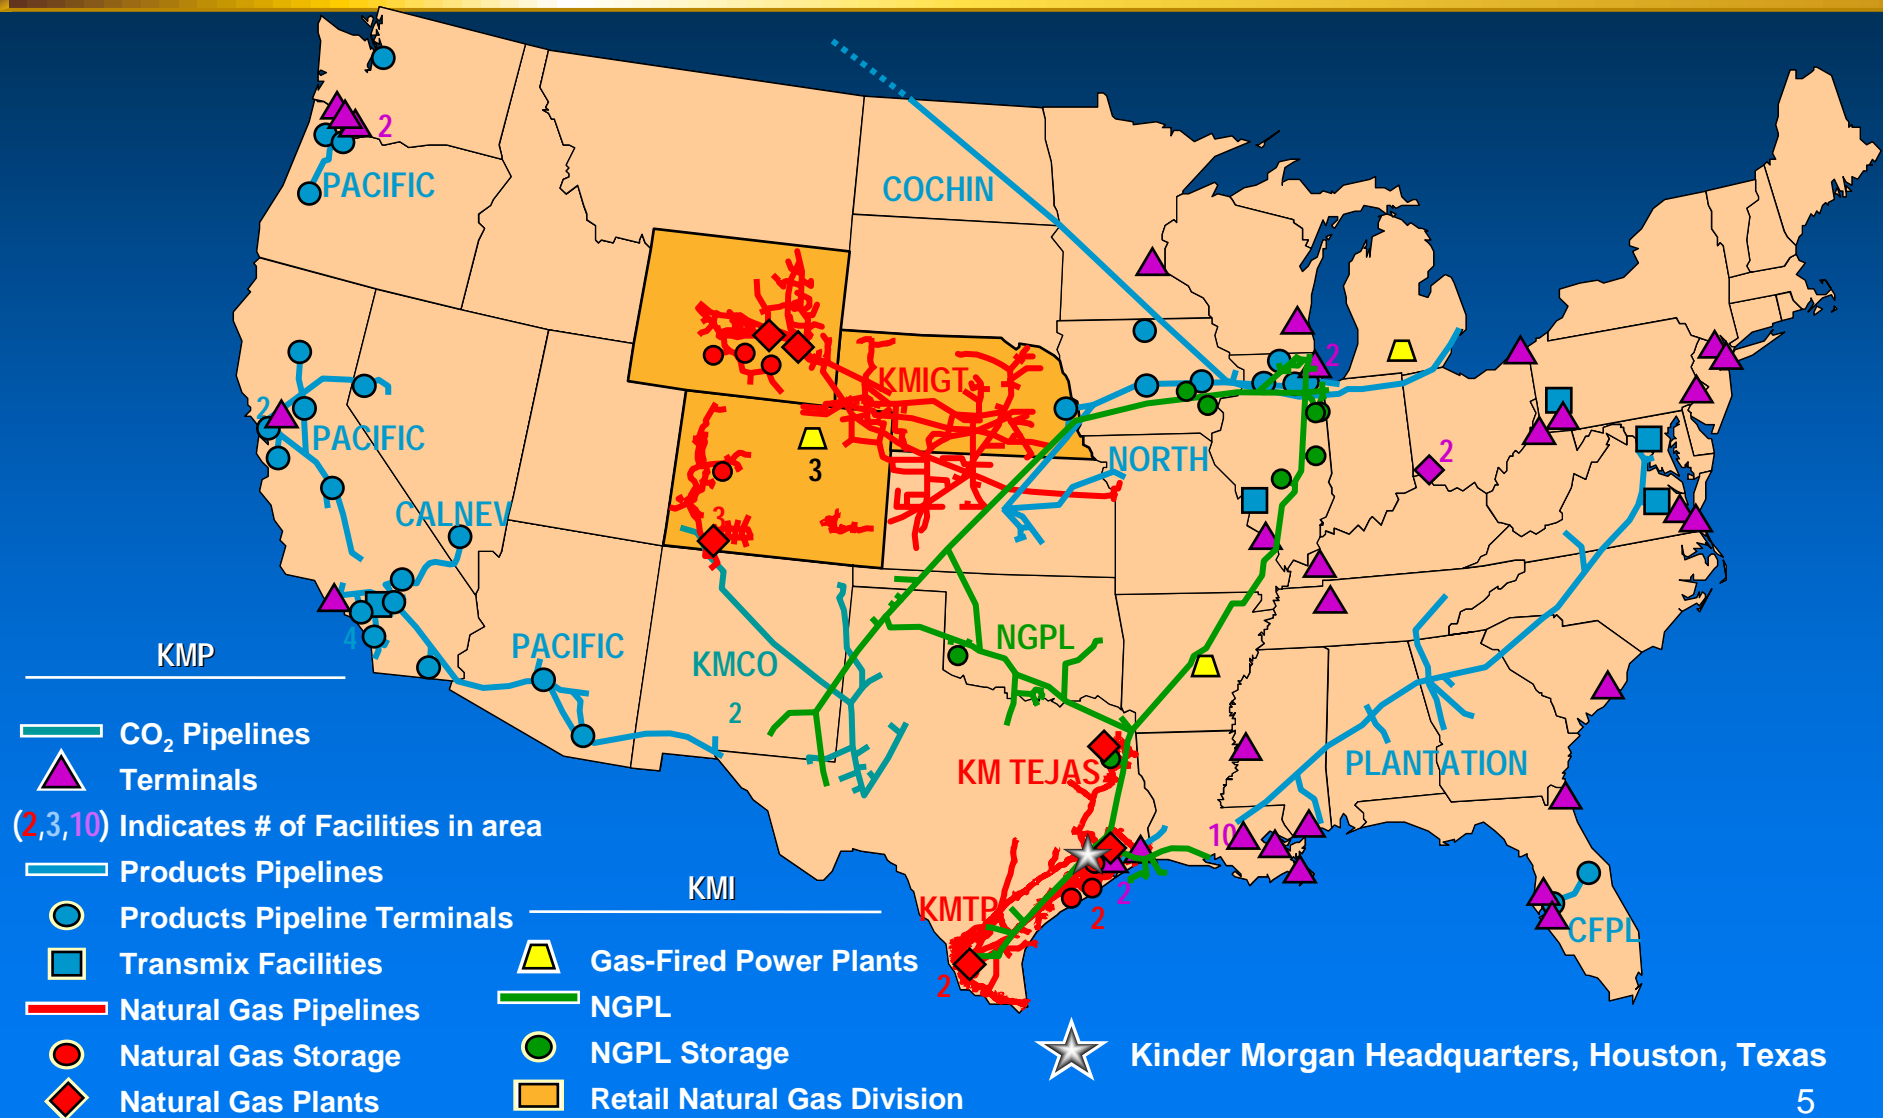 2
PACIFIC
COCHIN
2
KMIGT
2
PACIFIC
3
NORTH
2
CALNEV
3
4
PACIFIC
KMCO
NGPL
2
KM TEJAS
PLANTATION
10
KMTP
2
2
2
CFPL
KMP
CO2 Pipelines
Terminals
(2,3,10) Indicates # of Facilities in area
Products Pipelines
Products Pipeline Terminals
Transmix Facilities
Natural Gas Pipelines
Natural Gas Storage
Natural Gas Plants
KMI
Gas-Fired Power Plants
NGPL
NGPL Storage
Retail Natural Gas Division
Kinder Morgan Headquarters, Houston, Texas
5